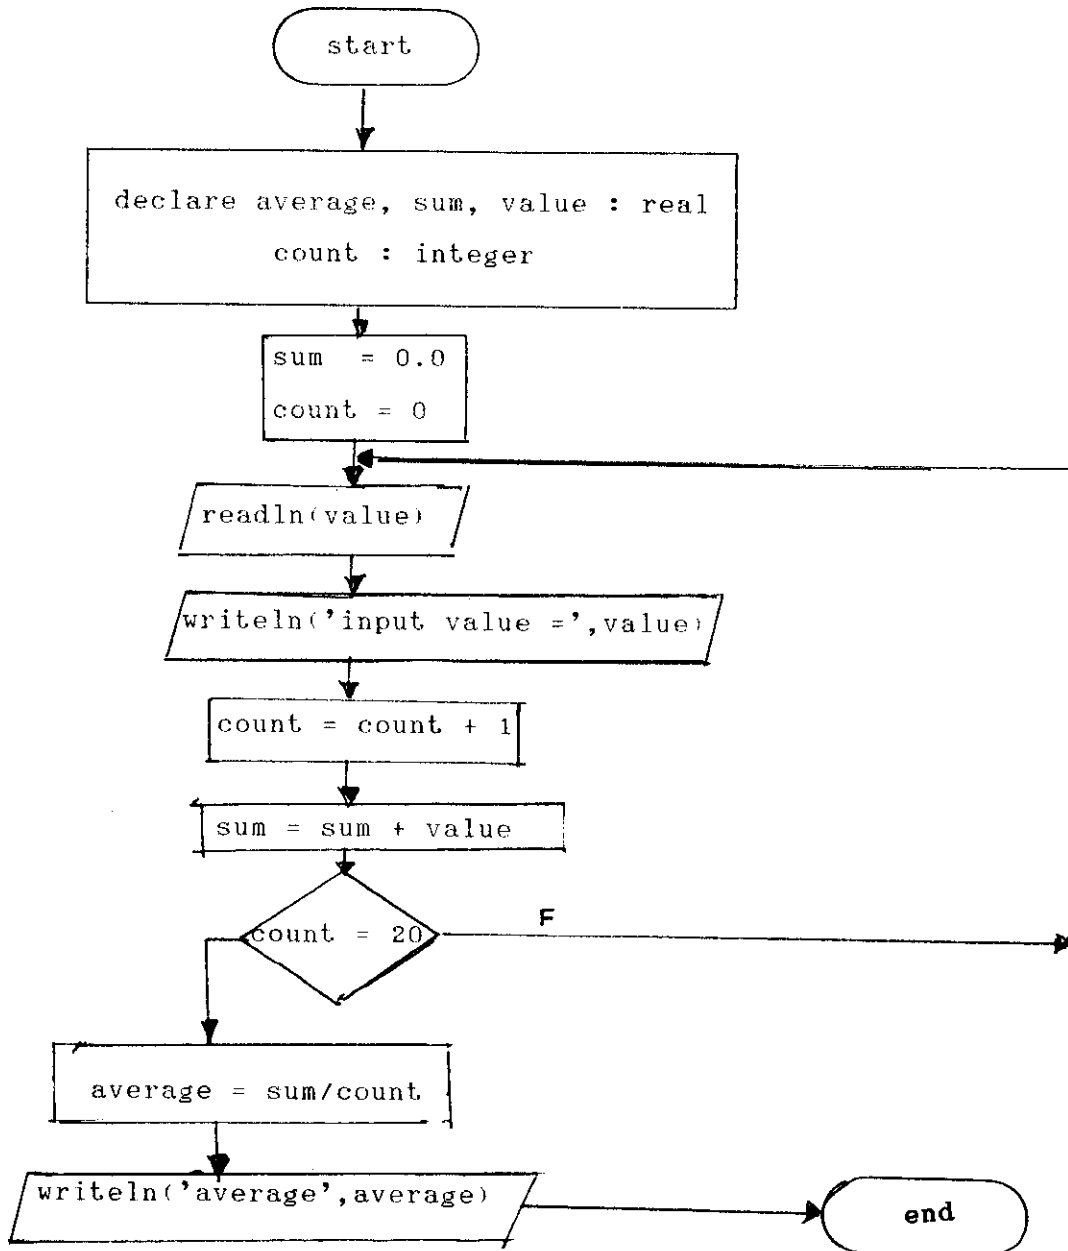 start
declare average, sum, value : real
count : integer
sum = 0.0
count = 0
readln(value)
writeln('input value =',value)
count = count + 1
sum = sum + value
count = 20
F
average = sum/count
writeln('average',average)
end